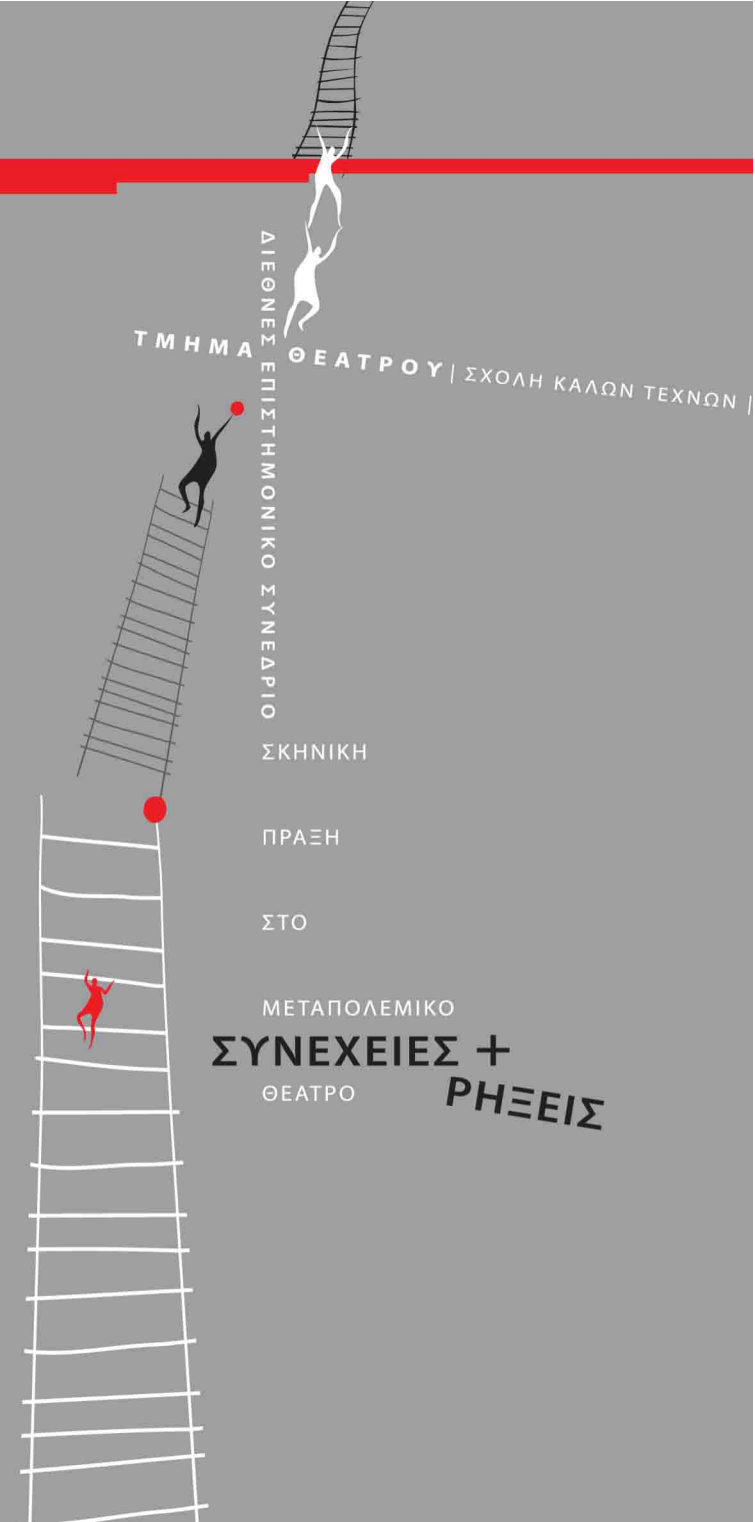 ΔΙΕΘΝΕΣ ΕΠΙΣΤΗΜΟΝΙΚΟ ΣΥΝΕΔΡΙΟ
ΤΜΗΜΑ ΘΕΑΤΡΟΥ | ΣΧΟΛΗ ΚΑΛΩΝ ΤΕΧΝΩΝ |
ΣΚΗΝΙΚΗ
ΠΡΑΞΗ
ΣΤΟ
ΜΕΤΑΠΟΛΕΜΙΚΟ
ΘΕΑΤΡΟ
ΣΥΝΕΧΕΙΕΣ +
ΡΗΞΕΙΣ